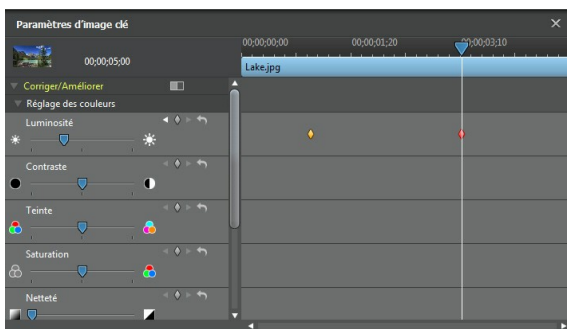 Paramètres d'image clé
00;00;00;00 00;00;01;20 00;00;03;10
00;00;05;00
Lake.jpg
Corriger/Améliorer
Réglage des couleurs
Luminosité
Contraste
Teinte
Saturation
Netteté